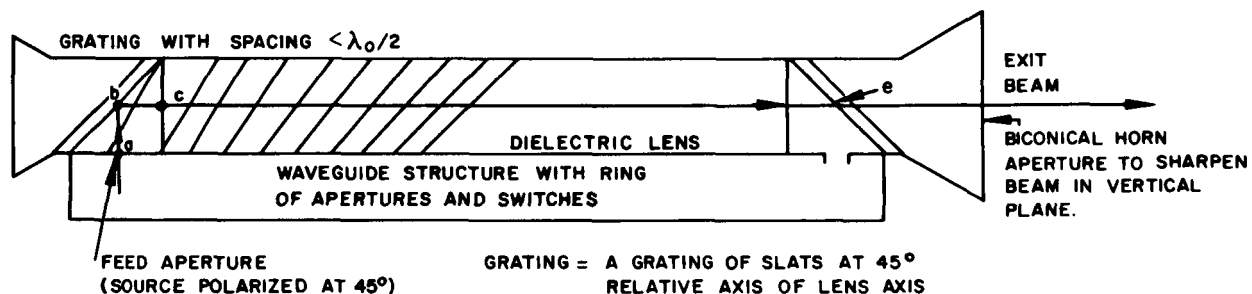 GRATING WITH SPACING < λ₀/2
b
c
a
e
EXIT
BEAM
DIELECTRIC LENS
BICONICAL HORN
APERTURE TO SHARPEN
BEAM IN VERTICAL
PLANE.
WAVEGUIDE STRUCTURE WITH RING
OF APERTURES AND SWITCHES
FEED APERTURE
(SOURCE POLARIZED AT 45°)
GRATING = A GRATING OF SLATS AT 45°
RELATIVE AXIS OF LENS AXIS